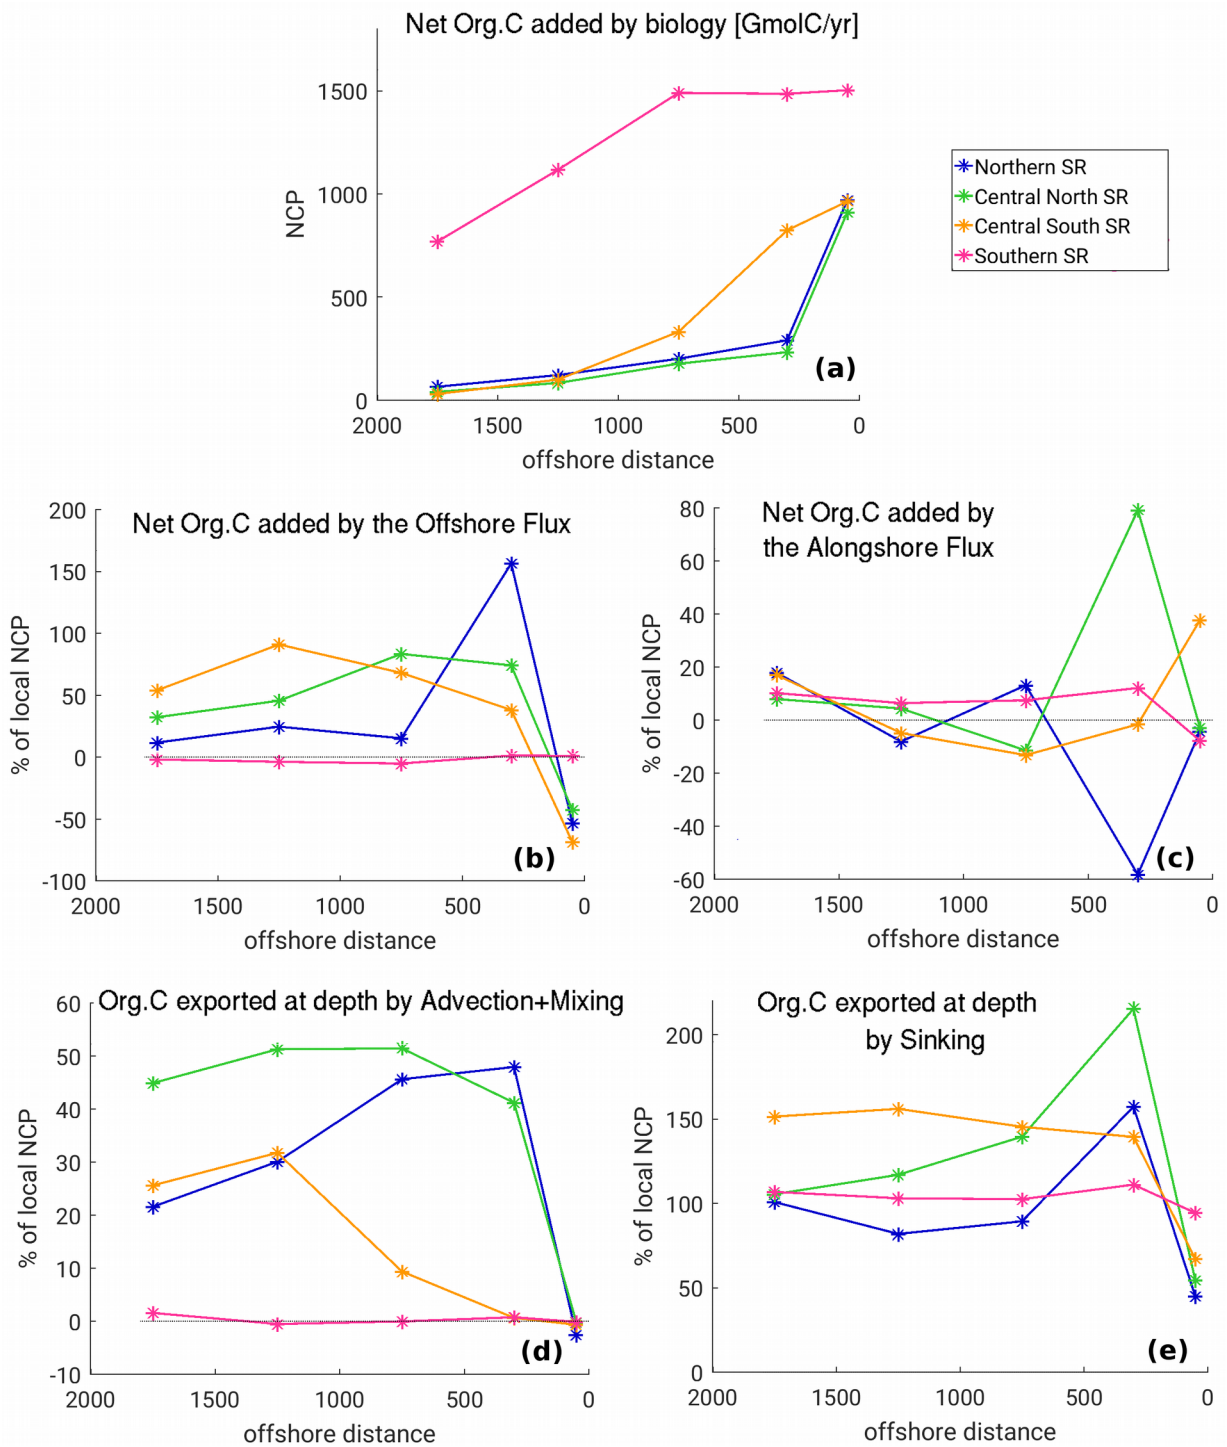 Net Org.C added by biology [GmolC/yr]
1500
1000
500
0
NCP
2000 1500 1000 500 0
offshore distance
(a)
Northern SR
Central North SR
Central South SR
Southern SR
Net Org.C added by the Offshore Flux
200
150
100
50
0
-50
-100
% of local NCP
2000 1500 1000 500 0
offshore distance
(b)
Net Org.C added by
the Alongshore Flux
80
60
40
20
0
-20
-40
-60
% of local NCP
2000 1500 1000 500 0
offshore distance
(c)
Org.C exported at depth by Advection+Mixing
60
50
40
30
20
10
0
-10
% of local NCP
2000 1500 1000 500 0
offshore distance
(d)
Org.C exported at depth
by Sinking
200
150
100
50
0
% of local NCP
2000 1500 1000 500 0
offshore distance
(e)